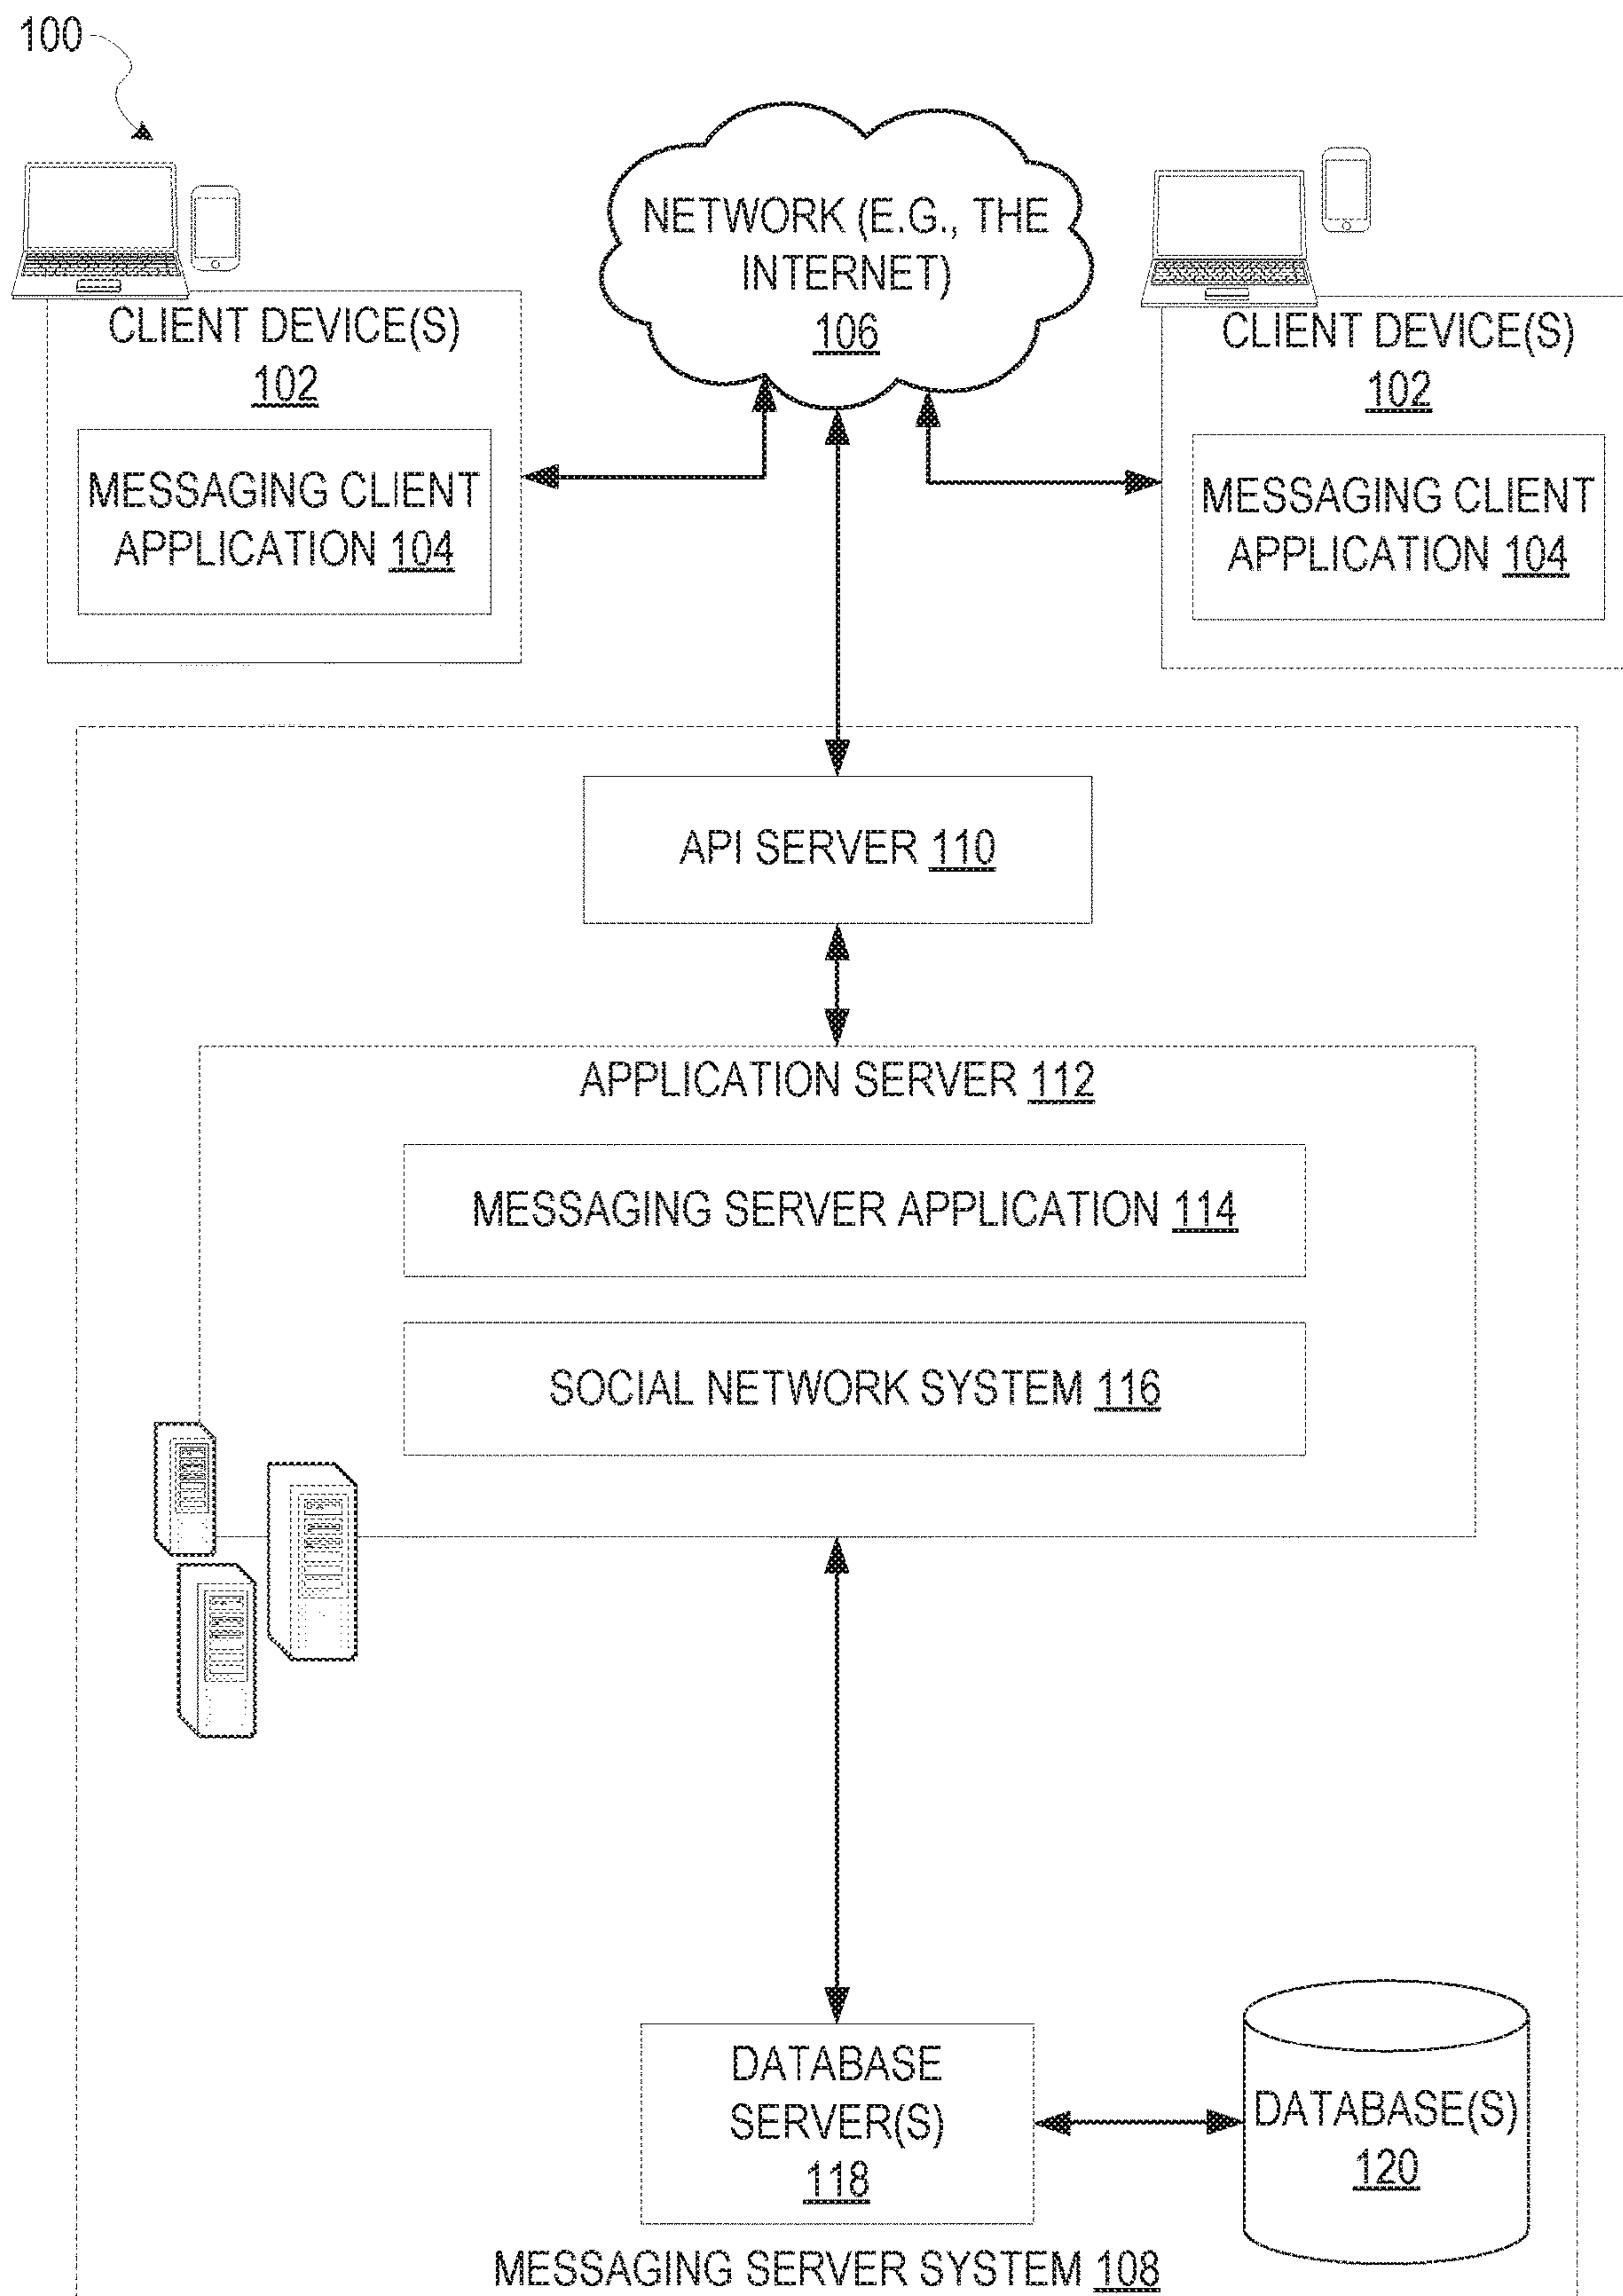 100
NETWORK (E.G., THE
INTERNET)
106
CLIENT DEVICE(S)
102
MESSAGING CLIENT
APPLICATION 104
CLIENT DEVICE(S)
102
MESSAGING CLIENT
APPLICATION 104
API SERVER 110
APPLICATION SERVER 112
MESSAGING SERVER APPLICATION 114
SOCIAL NETWORK SYSTEM 116
DATABASE
SERVER(S)
118
DATABASE(S)
120
MESSAGING SERVER SYSTEM 108